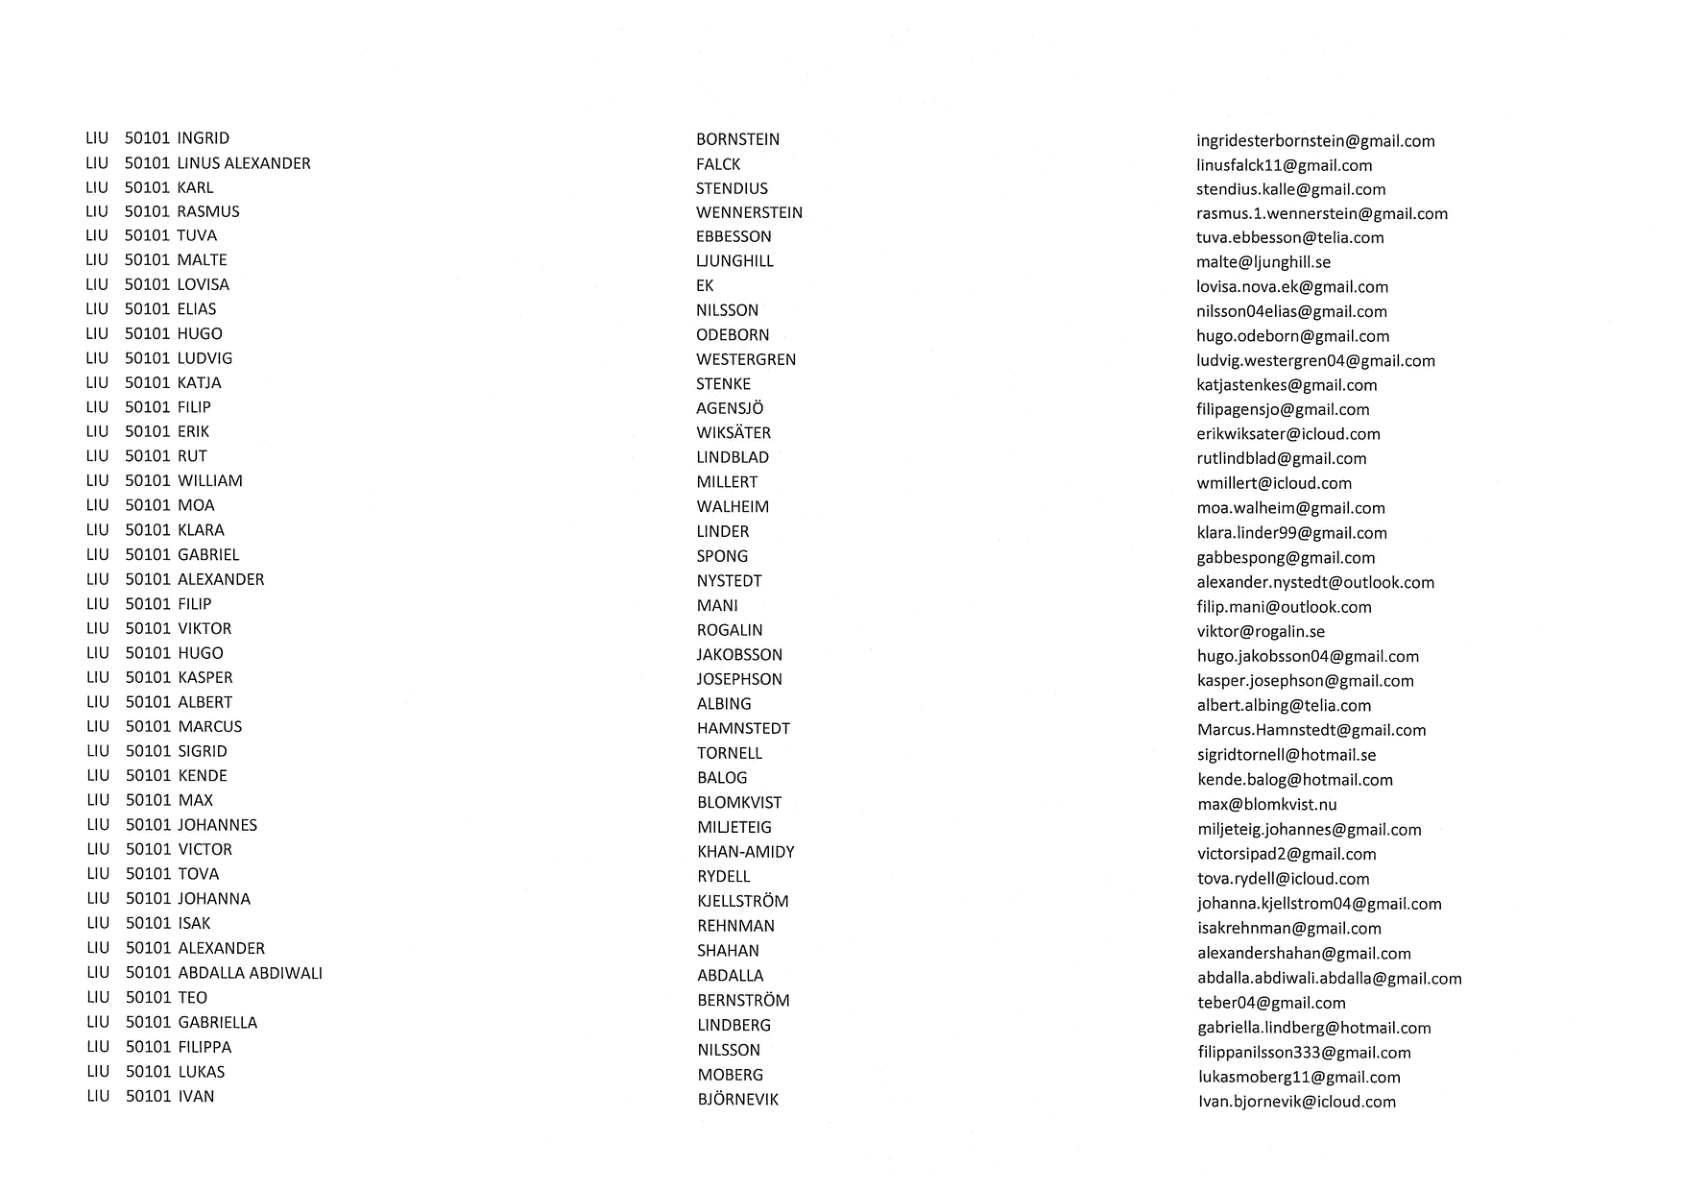 LIU 50101 INGRID BORNSTEIN ingridesterbornstein@gmail.com
LIU 50101 LINUS ALEXANDER FALCK linusfalck11@gmail.com
LIU 50101 KARL STENDIUS stendius.kalle@gmail.com
LIU 50101 RASMUS WENNERSTEIN rasmus.1.wennerstein@gmail.com
LIU 50101 TUVA EBBESSON tuva.ebbesson@telia.com
LIU 50101 MALTE LJUNGHILL malte@ljunghill.se
LIU 50101 LOVISA EK lovisa.nova.ek@gmail.com
LIU 50101 ELIAS NILSSON nilsson04elias@gmail.com
LIU 50101 HUGO ODEBORN hugo.odeborn@gmail.com
LIU 50101 LUDVIG WESTERGREN ludvig.westergren04@gmail.com
LIU 50101 KATJA STENKE katjastenkes@gmail.com
LIU 50101 FILIP AGENSJÖ filipagensjo@gmail.com
LIU 50101 ERIK WIKSÄTER erikwiksater@icloud.com
LIU 50101 RUT LINDBLAD rutlindblad@gmail.com
LIU 50101 WILLIAM MILLERT wmillert@icloud.com
LIU 50101 MOA WALHEIM moa.walheim@gmail.com
LIU 50101 KLARA LINDER klara.linder99@gmail.com
LIU 50101 GABRIEL SPONG gabbespong@gmail.com
LIU 50101 ALEXANDER NYSTEDT alexander.nystedt@outlook.com
LIU 50101 FILIP MANI filip.mani@outlook.com
LIU 50101 VIKTOR ROGALIN viktor@rogalin.se
LIU 50101 HUGO JAKOBSSON hugo.jakobsson04@gmail.com
LIU 50101 KASPER JOSEPHSON kasper.josephson@gmail.com
LIU 50101 ALBERT ALBING albert.albing@telia.com
LIU 50101 MARCUS HAMNSTEDT Marcus.Hamnstedt@gmail.com
LIU 50101 SIGRID TORNELL sigridtornell@hotmail.se
LIU 50101 KENDE BALOG kende.balog@hotmail.com
LIU 50101 MAX BLOMKVIST max@blomkvist.nu
LIU 50101 JOHANNES MILJETEIG miljeteig.johannes@gmail.com
LIU 50101 VICTOR KHAN-AMIDY victorsipad2@gmail.com
LIU 50101 TOVA RYDELL tova.rydell@icloud.com
LIU 50101 JOHANNA KJELLSTRÖM johanna.kjellstrom04@gmail.com
LIU 50101 ISAK REHNMAN isakrehnman@gmail.com
LIU 50101 ALEXANDER SHAHAN alexandershahan@gmail.com
LIU 50101 ABDALLA ABDIWALI ABDALLA abdalla.abdiwali.abdalla@gmail.com
LIU 50101 TEO BERNSTRÖM teber04@gmail.com
LIU 50101 GABRIELLA LINDBERG gabriella.lindberg@hotmail.com
LIU 50101 FILIPPA NILSSON filippanilsson333@gmail.com
LIU 50101 LUKAS MOBERG lukasmoberg11@gmail.com
LIU 50101 IVAN BJÖRNEVIK Ivan.bjornevik@icloud.com